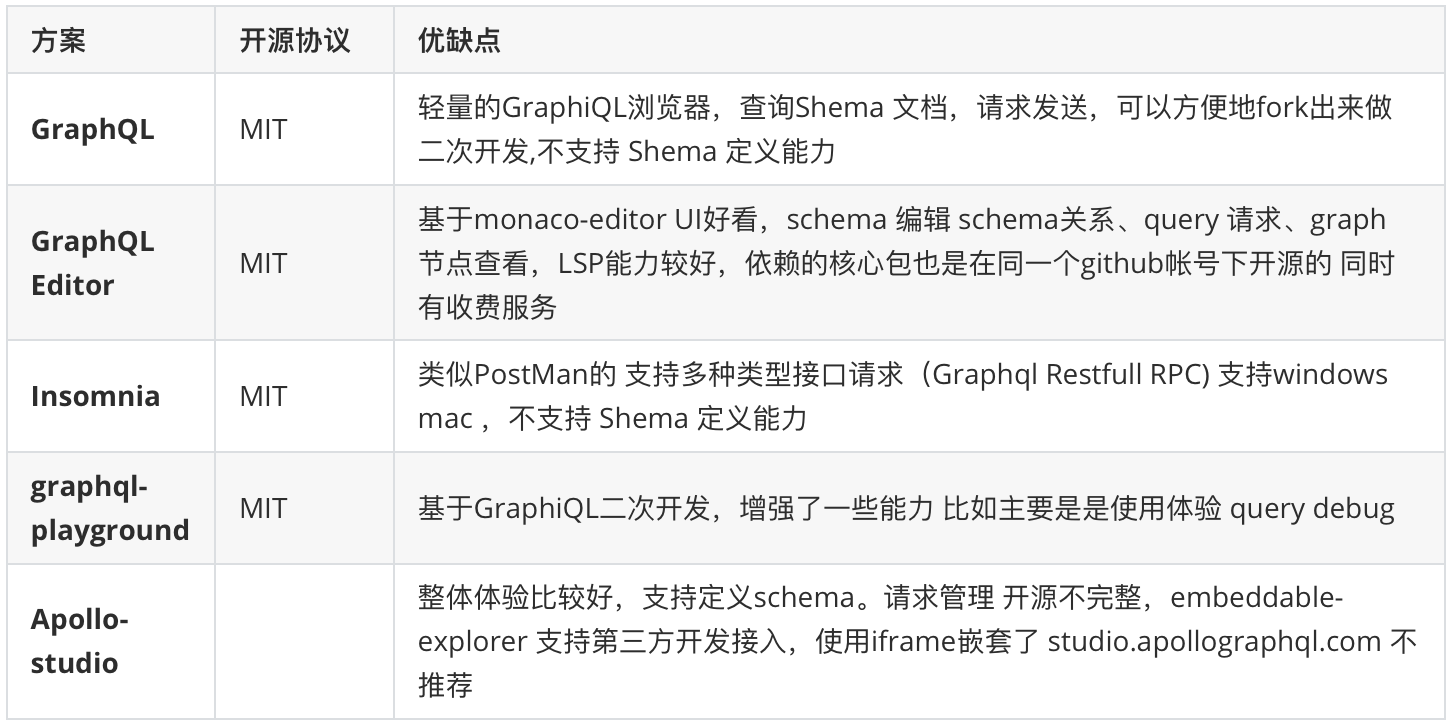 方案 开源协议 优缺点
GraphQL MIT 轻量的GraphiQL浏览器，查询Shema 文档，请求发送，可以方便地fork出来做
二次开发,不支持 Shema 定义能力
GraphQL
Editor
MIT
基于monaco-editor UI好看，schema 编辑 schema关系、query 请求、graph
节点查看，LSP能力较好，依赖的核心包也是在同一个github帐号下开源的 同时
有收费服务
Insomnia MIT 类似PostMan的 支持多种类型接口请求（Graphql Restfull RPC) 支持windows
mac ，不支持 Shema 定义能力
graphql-
playground
MIT
基于GraphiQL二次开发，增强了一些能力 比如主要是是使用体验 query debug
Apollo-
studio
整体体验比较好，支持定义schema。请求管理 开源不完整，embeddable-
explorer 支持第三方开发接入，使用iframe嵌套了 studio.apollographql.com 不
推荐